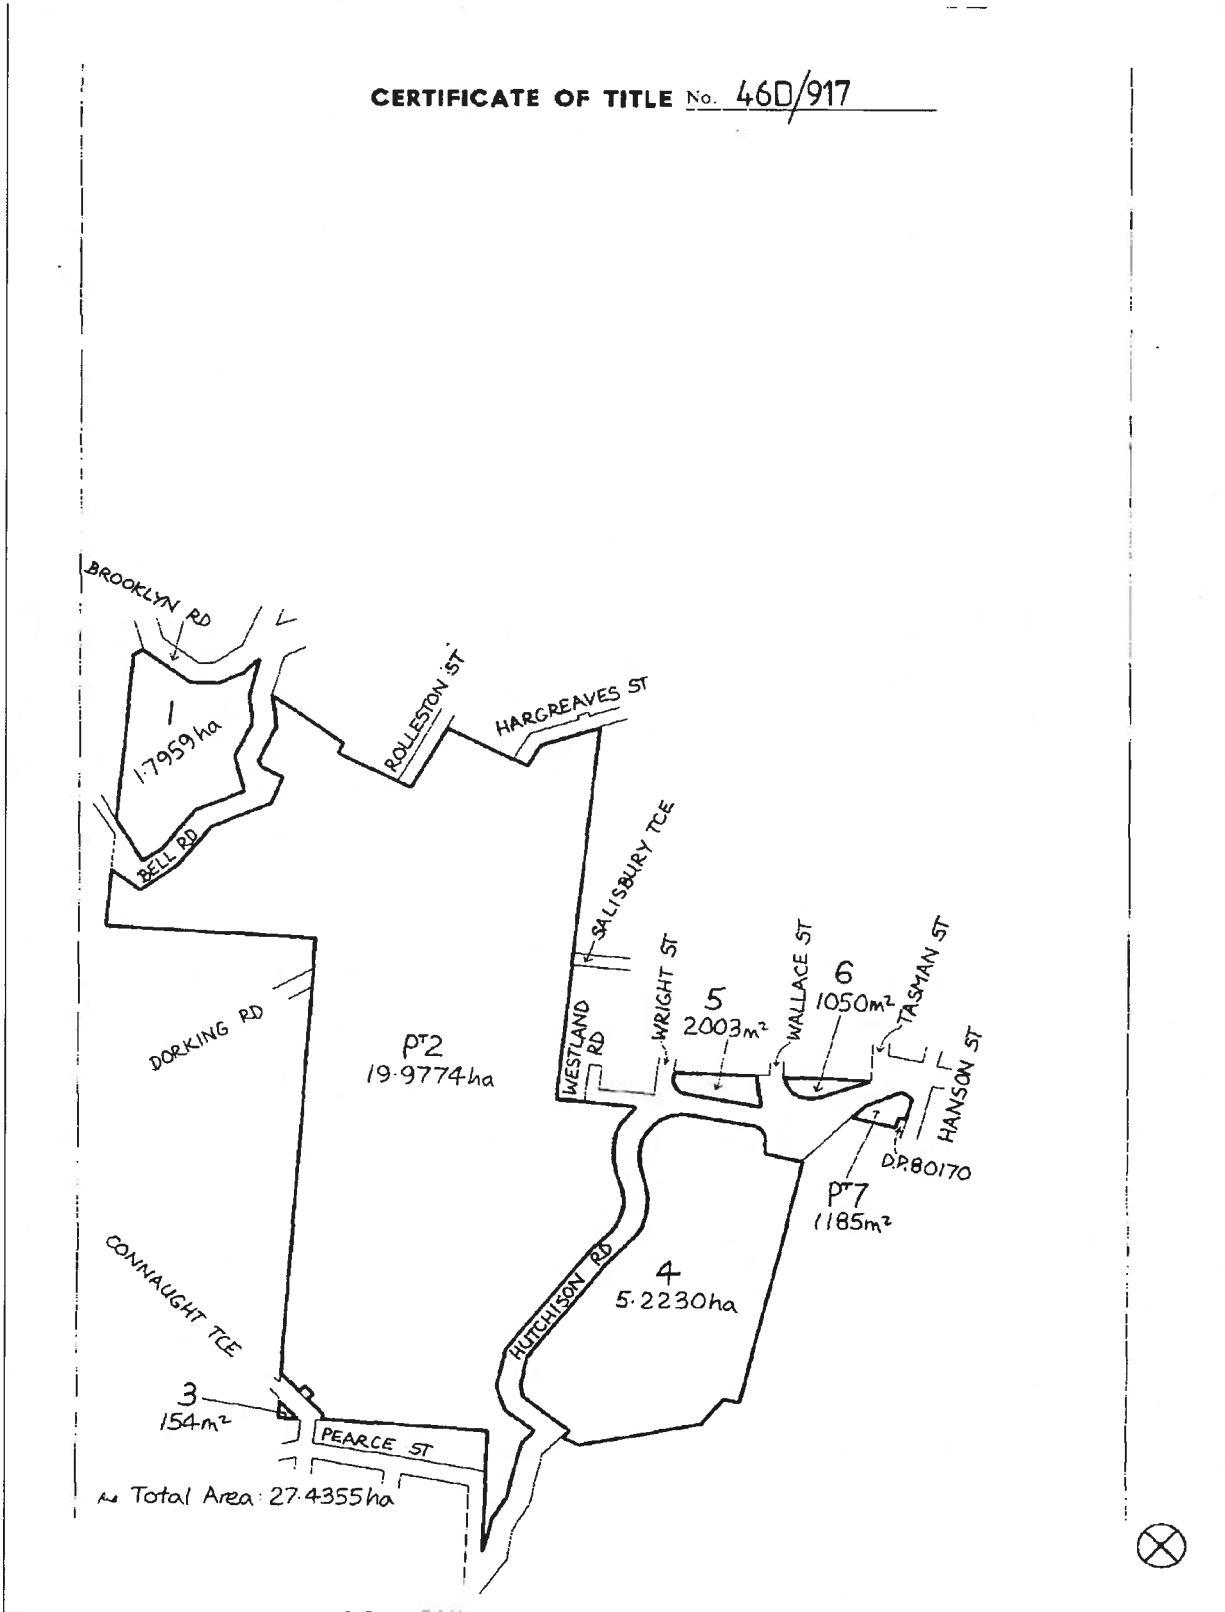 CERTIFICATE OF TITLE No. 46D/917
BROOKLYN RD
1
1.7959ha
BELL RD
ROLLESTON ST
HARGREAVES ST
SALISBURY TCE
DORKING RD
PT2
19.9774ha
WESTLAND RD
WRIGHT ST
5
2003m²
WALLACE ST
6
1050m²
TASMAN ST
HANSON ST
D.P.80170
PT7
1185m²
HUTCHISON RD
4
5.2230ha
CONNAUGHT TCE
3
154m²
PEARCE ST
Total Area: 27.4355ha